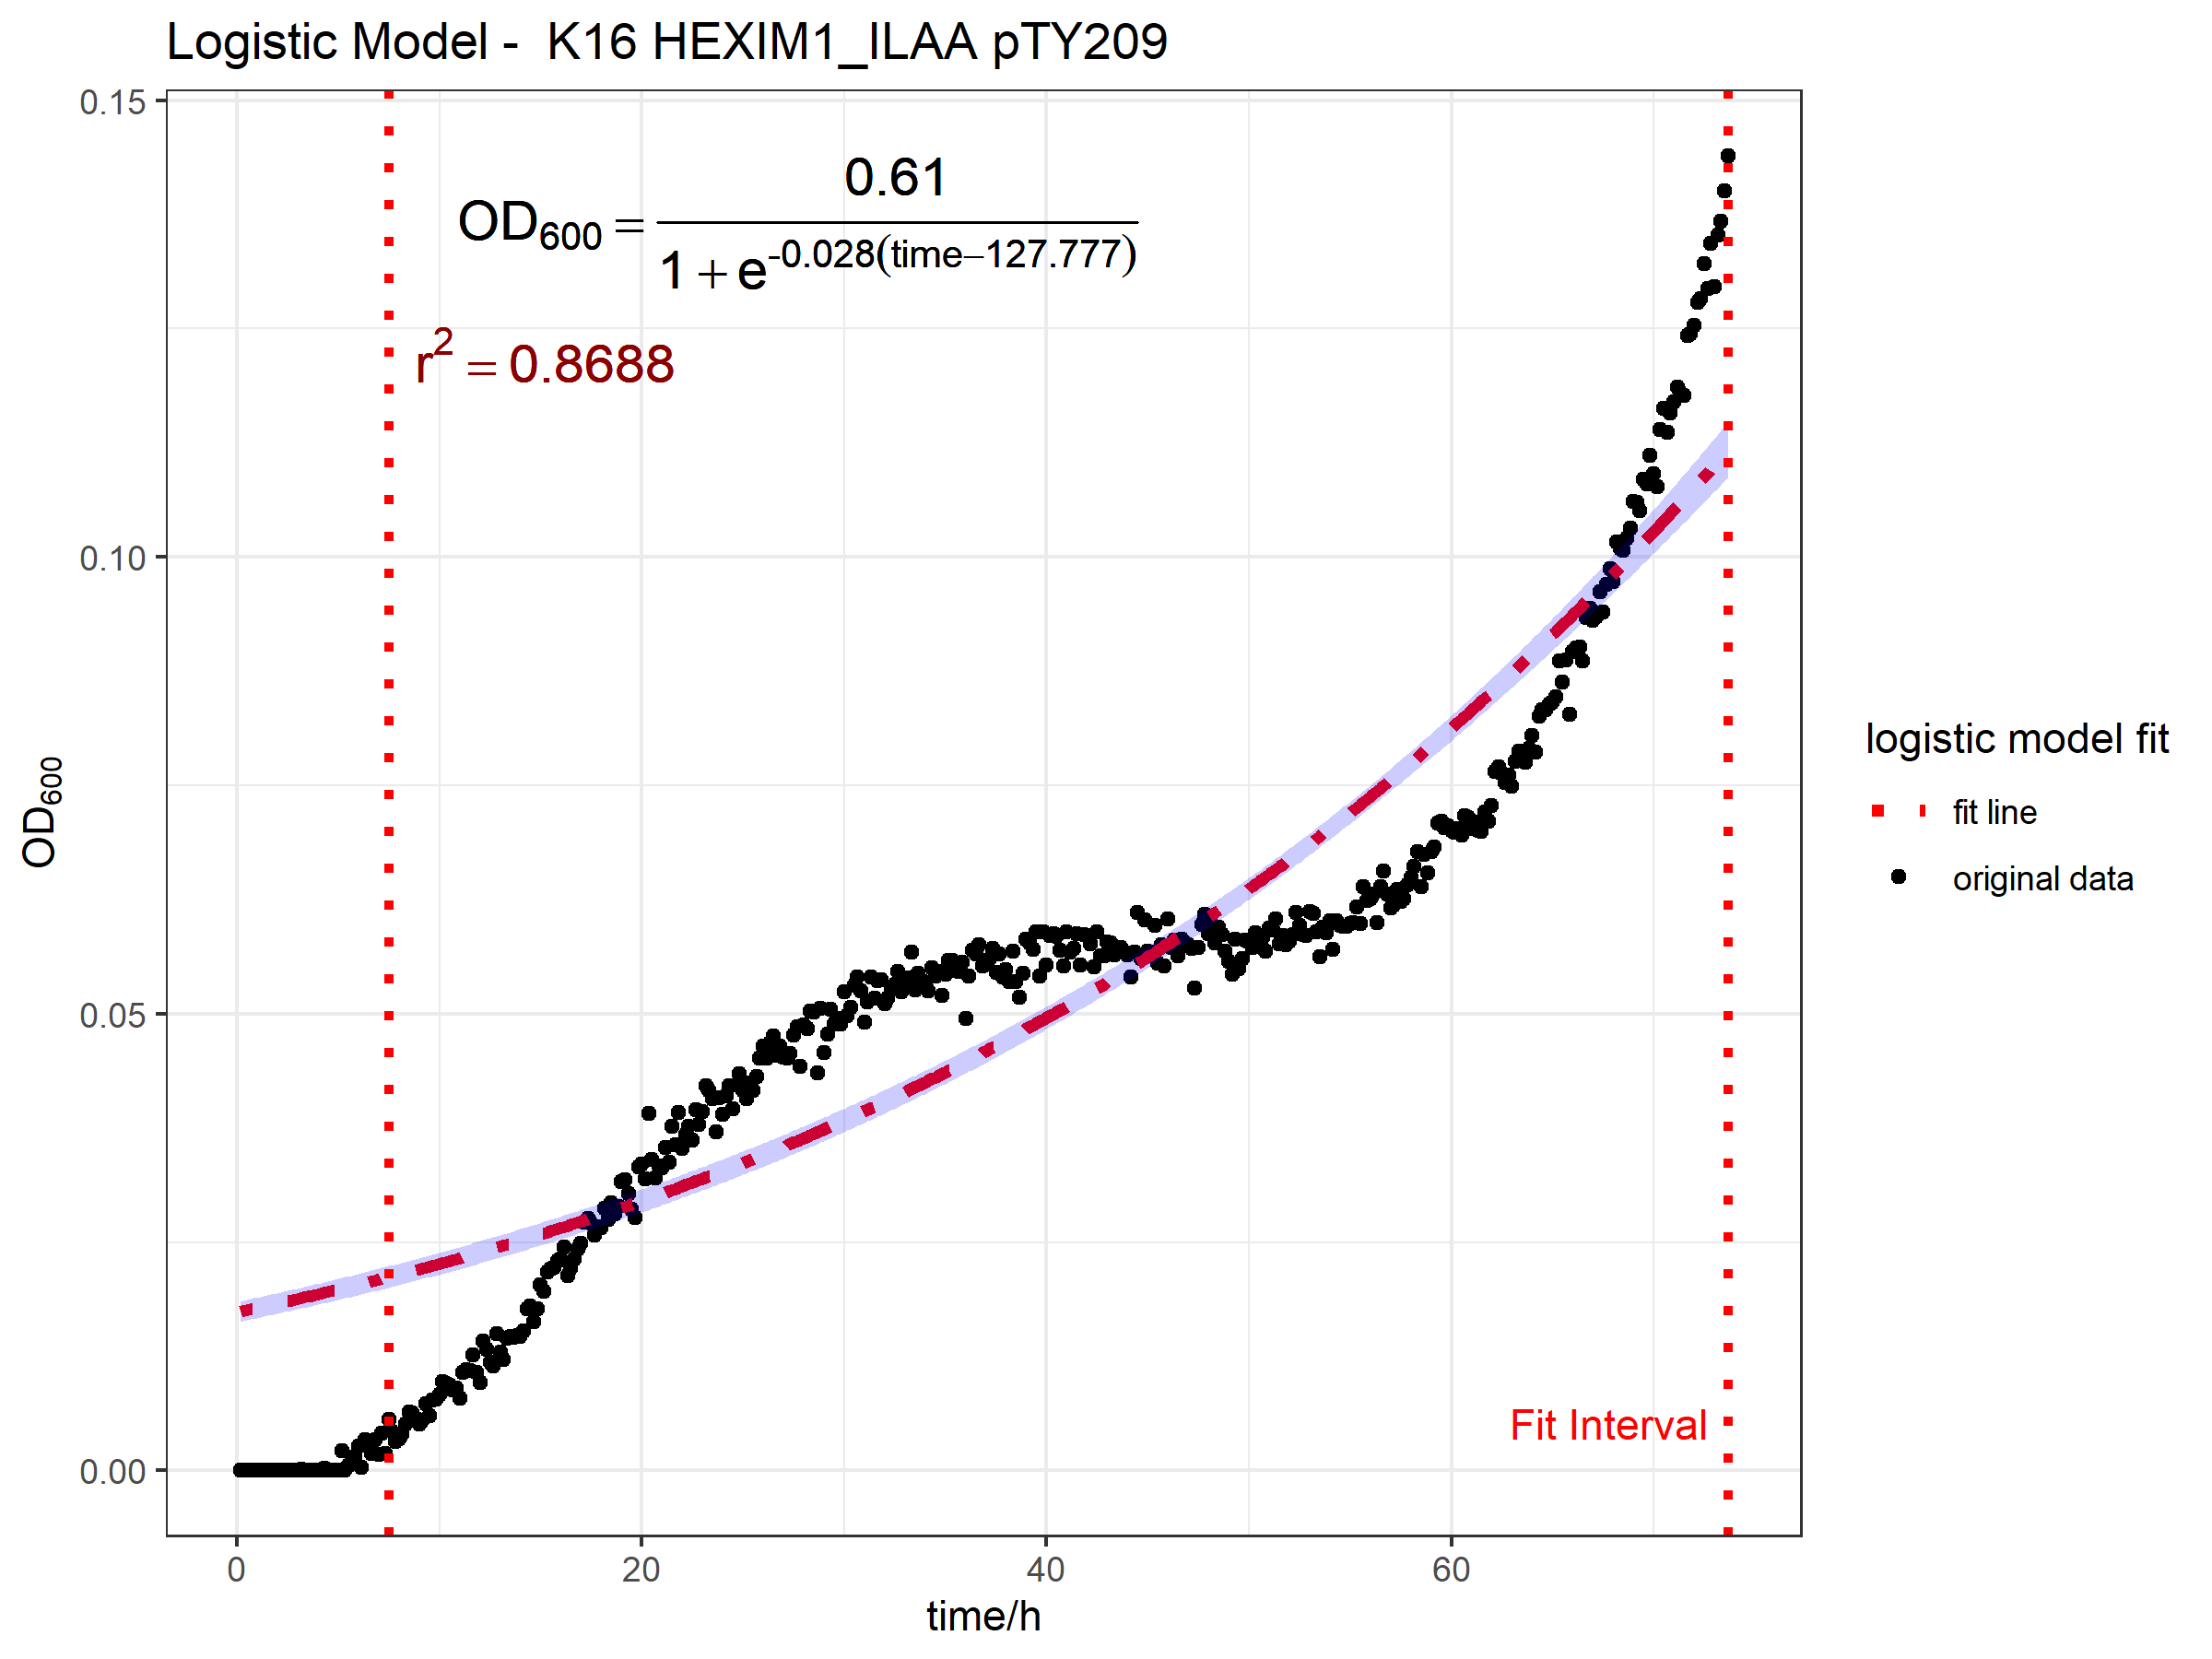 Logistic Model -  K16 HEXIM1_ILAA pTY209
0.15
0.10
0.05
0.00
OD600
OD600 = 0.61 / 1 + e^-0.028(time−127.777)
r² = 0.8688
Fit Interval
0 20 40 60
time/h
logistic model fit
fit line
original data